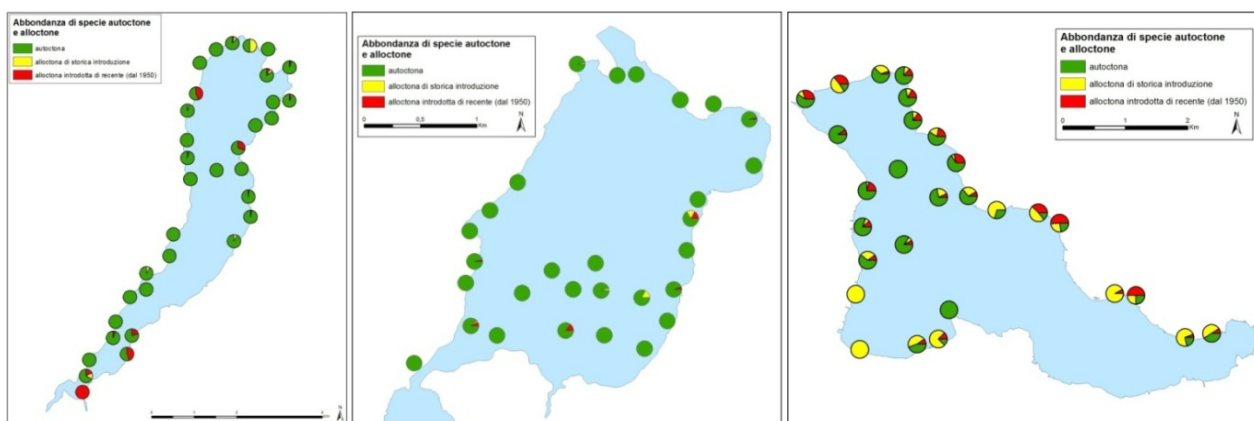 Abbondanza di specie autoctone
e alloctone
autoctona
alloctona di storica introduzione
alloctona introdotta di recente (dal 1950)
N
Abbondanza di specie autoctone
e alloctone
autoctona
alloctona di storica introduzione
alloctona introdotta di recente (dal 1950)
0 0,5 1
Km
N
Abbondanza di specie autoctone
e alloctone
autoctona
alloctona di storica introduzione
alloctona introdotta di recente (dal 1950)
0 1 2
Km
N